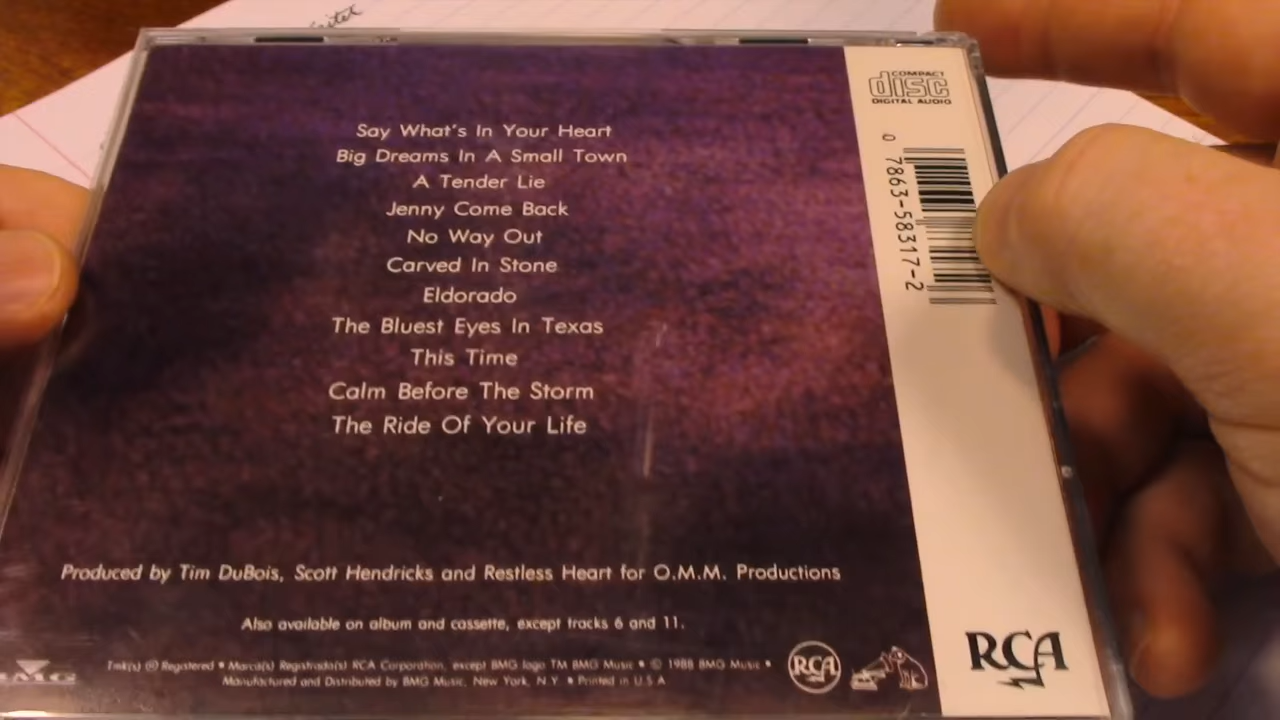 Say What's In Your Heart
Big Dreams In A Small Town
A Tender Lie
Jenny Come Back
No Way Out
Carved In Stone
Eldorado
The Bluest Eyes In Texas
This Time
Calm Before The Storm
The Ride Of Your Life
Produced by Tim DuBois, Scott Hendricks and Restless Heart for O.M.M. Productions
Also available on album and cassette, except tracks 6 and 11.
Tmk(s) ® Registered • Marca(s) Registrada(s) RCA Corporation, except BMG logo TM BMG Music • © 1988 BMG Music •
Manufactured and Distributed by BMG Music, New York, N.Y. • Printed in U.S.A
BMG
RCA
COMPACT
disc
DIGITAL AUDIO
0 7863-58317-2
RCA